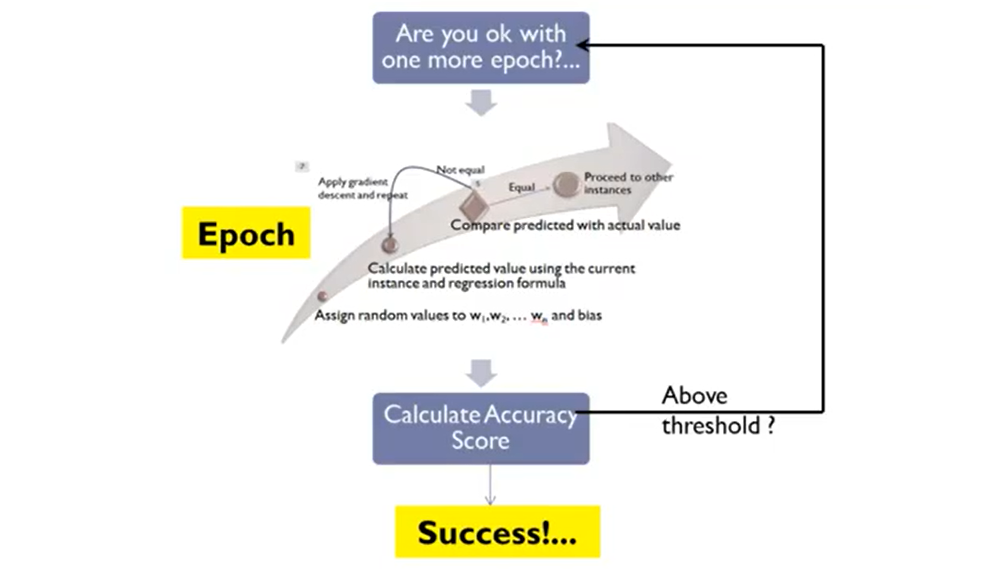 Are you ok with
one more epoch?...
Not equal
Apply gradient
descent and repeat
5
Equal
Proceed to other
instances
Compare predicted with actual value
Epoch
Calculate predicted value using the current
instance and regression formula
Assign random values to w₁,w₂, … wₙ and bias
Calculate Accuracy
Score
Above
threshold ?
Success!...